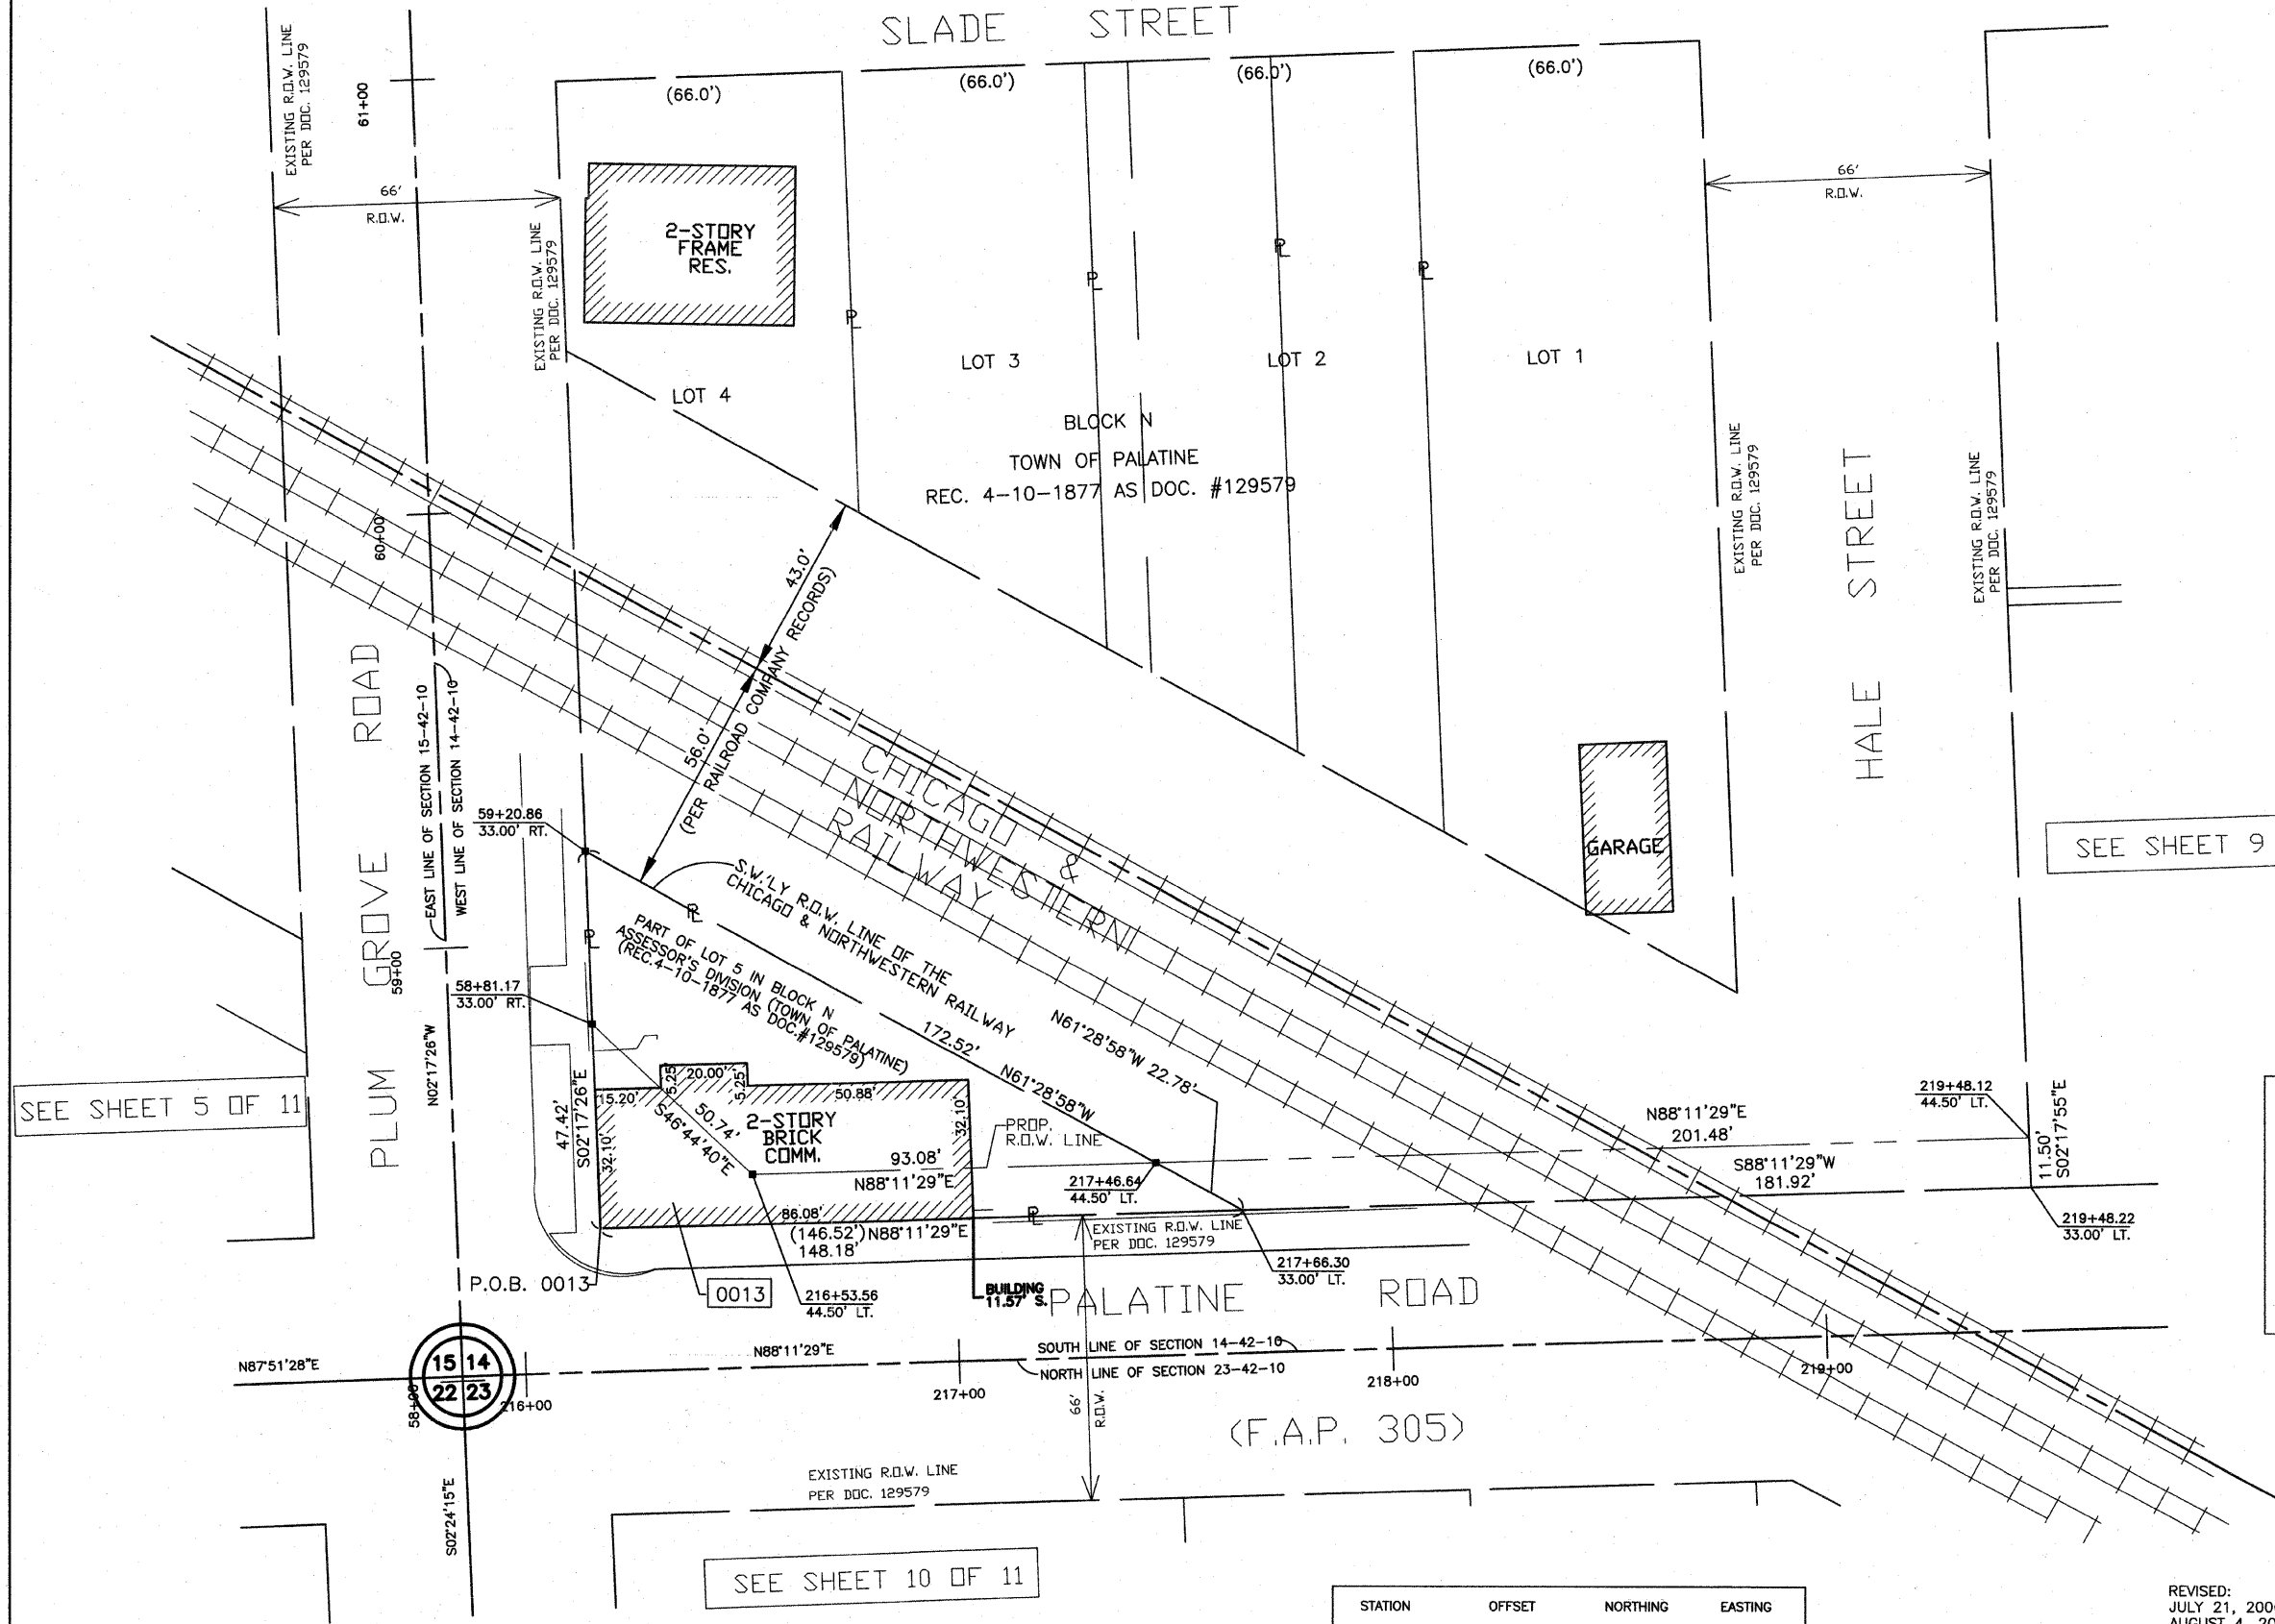 SLADE STREET
(66.0')
(66.0')
(66.0')
(66.0')
EXISTING R.O.W. LINE
PER DOC. 129579
61+00
66'
R.O.W.
66'
R.O.W.
EXISTING R.O.W. LINE
PER DOC. 129579
2-STORY
FRAME
RES.
PL
PL
PL
PL
LOT 4
LOT 3
LOT 2
LOT 1
BLOCK N
TOWN OF PALATINE
REC. 4-10-1877 AS DOC. #129579
EXISTING R.O.W. LINE
PER DOC. 129579
HALE STREET
EXISTING R.O.W. LINE
PER DOC. 129579
60+00
43.0'
56.0'
(PER RAILROAD COMPANY RECORDS)
CHICAGO &
NORTHWESTERN
RAILWAY
GARAGE
SEE SHEET 9
PLUM GROVE ROAD
EAST LINE OF SECTION 15-42-10
WEST LINE OF SECTION 14-42-10
59+20.86
33.00' RT.
PL
PL
S.W.'LY R.O.W. LINE OF THE
CHICAGO & NORTHWESTERN RAILWAY
PART OF LOT 5 IN BLOCK N
ASSESSOR'S DIVISION (TOWN OF PALATINE)
(REC.4-10-1877 AS DOC.#129579)
59+00
58+81.17
33.00' RT.
N02°17'26"W
172.52'
N61°28'58"W
N61°28'58"W 22.78'
SEE SHEET 5 OF 11
47.42'
S02°17'26"E
15.20'
5.25'
20.00'
5.25'
50.88'
32.10'
32.10'
50.74'
S46°44'40"E
2-STORY
BRICK
COMM.
93.08'
N88°11'29"E
PROP.
R.O.W. LINE
217+46.64
44.50' LT.
N88°11'29"E
201.48'
S88°11'29"W
181.92'
219+48.12
44.50' LT.
11.50'
S02°17'55"E
219+48.22
33.00' LT.
86.08'
(146.52')N88°11'29"E
148.18'
PL
EXISTING R.O.W. LINE
PER DOC. 129579
217+66.30
33.00' LT.
P.O.B. 0013
0013
216+53.56
44.50' LT.
BUILDING
11.57' S.
PALATINE ROAD
N87°51'28"E
15 14
22 23
58+00
216+00
N88°11'29"E
217+00
SOUTH LINE OF SECTION 14-42-10
NORTH LINE OF SECTION 23-42-10
218+00
219+00
66'
R.O.W.
(F.A.P. 305)
S02°24'15"E
EXISTING R.O.W. LINE
PER DOC. 129579
SEE SHEET 10 OF 11
STATION OFFSET NORTHING EASTING
REVISED:
JULY 21, 200
AUGUST 4, 20